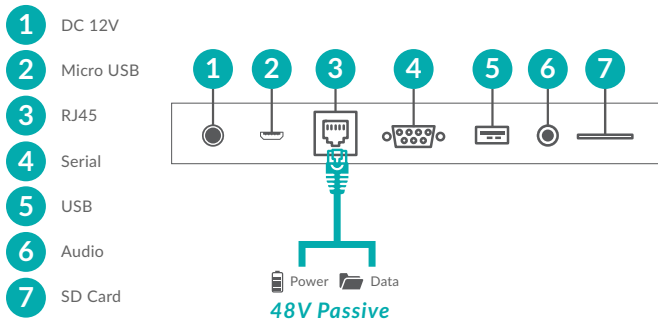 1 DC 12V
2 Micro USB
3 RJ45
4 Serial
5 USB
6 Audio
7 SD Card
1 2 3 4 5 6 7
Power Data
48V Passive